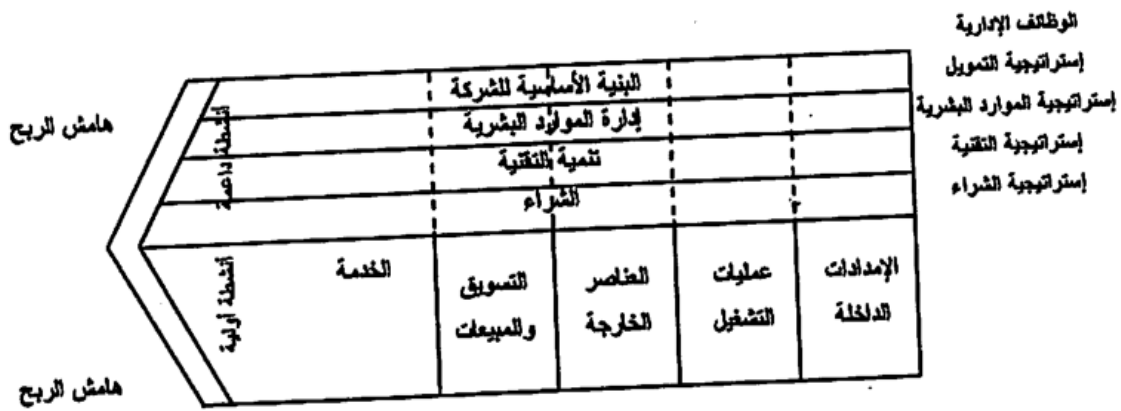 الوظائف الإدارية
إستراتيجية التمويل
إستراتيجية الموارد البشرية
إستراتيجية التقنية
إستراتيجية الشراء
البنية الأساسية للشركة
إدارة الموارد البشرية
تنمية التقنية
الشراء
أنشطة داعمة
هامش الربح
الإمدادات
الداخلة
عمليات
التشغيل
العناصر
الخارجة
التسويق
والمبيعات
الخدمة
أنشطة أولية
هامش الربح